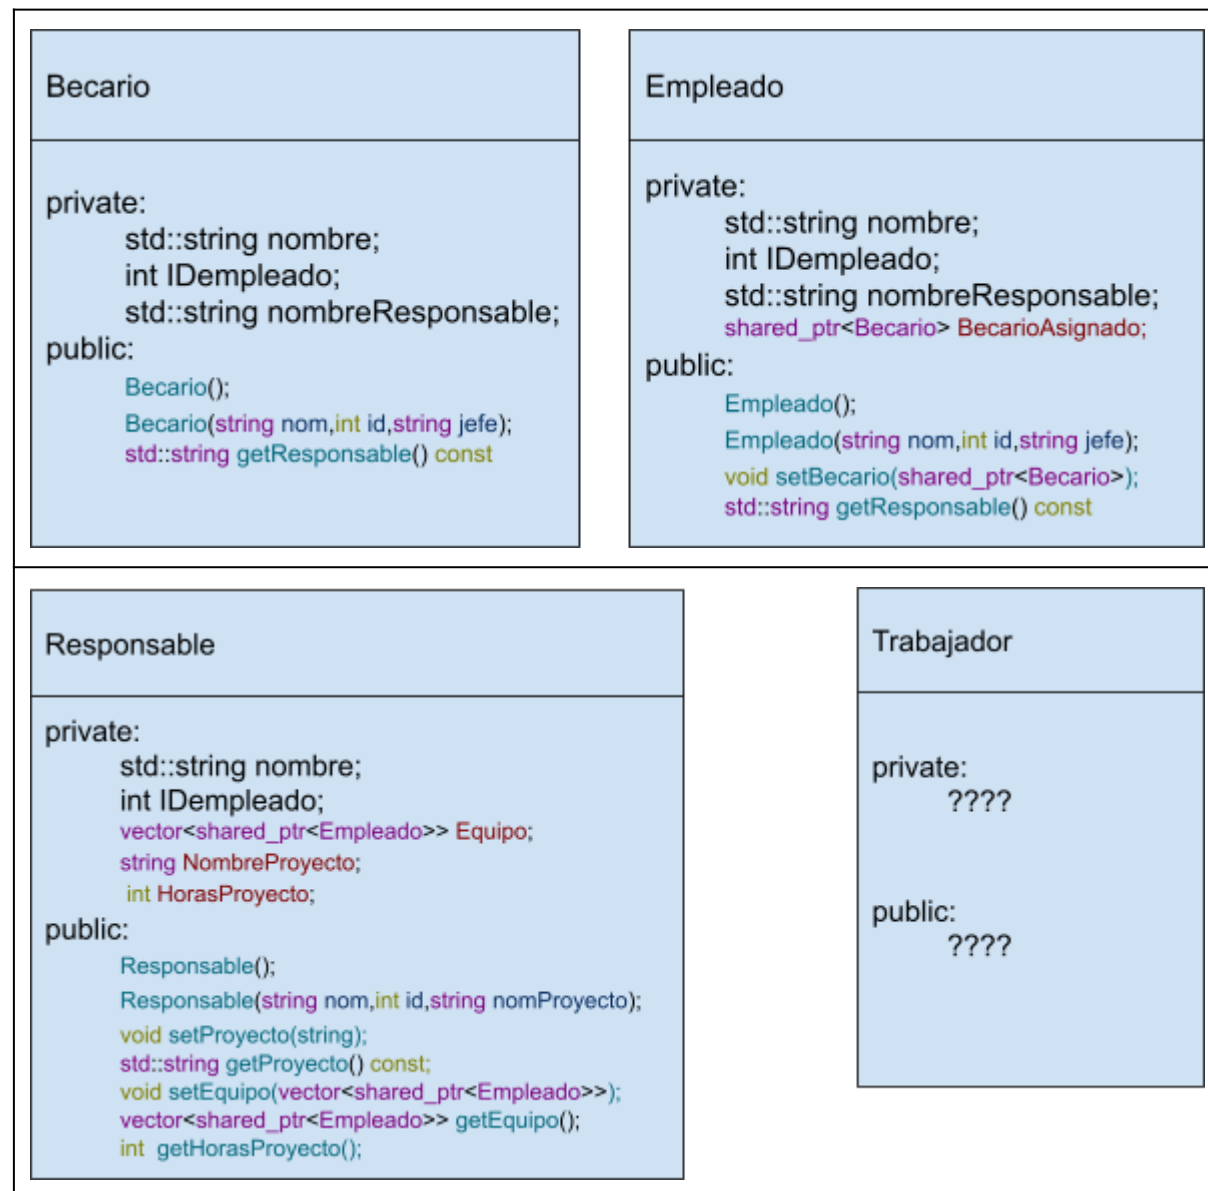 Becario
private:
std::string nombre;
int IDempleado;
std::string nombreResponsable;
public:
Becario();
Becario(string nom,int id,string jefe);
std::string getResponsable() const
Empleado
private:
std::string nombre;
int IDempleado;
std::string nombreResponsable;
shared_ptr<Becario> BecarioAsignado;
public:
Empleado();
Empleado(string nom,int id,string jefe);
void setBecario(shared_ptr<Becario>);
std::string getResponsable() const
Responsable
private:
std::string nombre;
int IDempleado;
vector<shared_ptr<Empleado>> Equipo;
string NombreProyecto;
int HorasProyecto;
public:
Responsable();
Responsable(string nom,int id,string nomProyecto);
void setProyecto(string);
std::string getProyecto() const;
void setEquipo(vector<shared_ptr<Empleado>>);
vector<shared_ptr<Empleado>> getEquipo();
int getHorasProyecto();
Trabajador
private:
????
public:
????